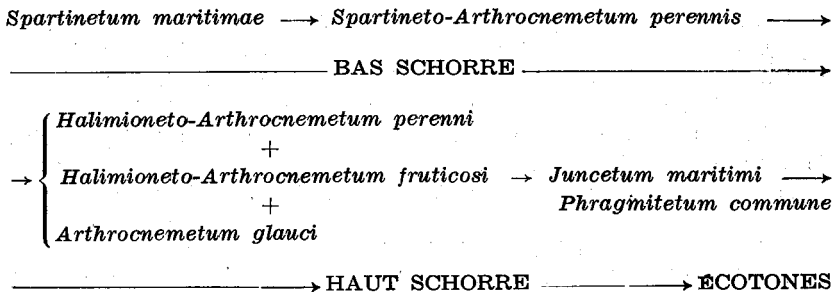 Spartinetum maritimae → Spartineto-Arthrocnemetum perennis →
→ BAS SCHORRE →
Halimioneto-Arthrocnemetum perenni
+
→ { Halimioneto-Arthrocnemetum fruticosi → Juncetum maritimi →
+ Phragmitetum commune
Arthrocnemetum glauci
→ HAUT SCHORRE → ECOTONES